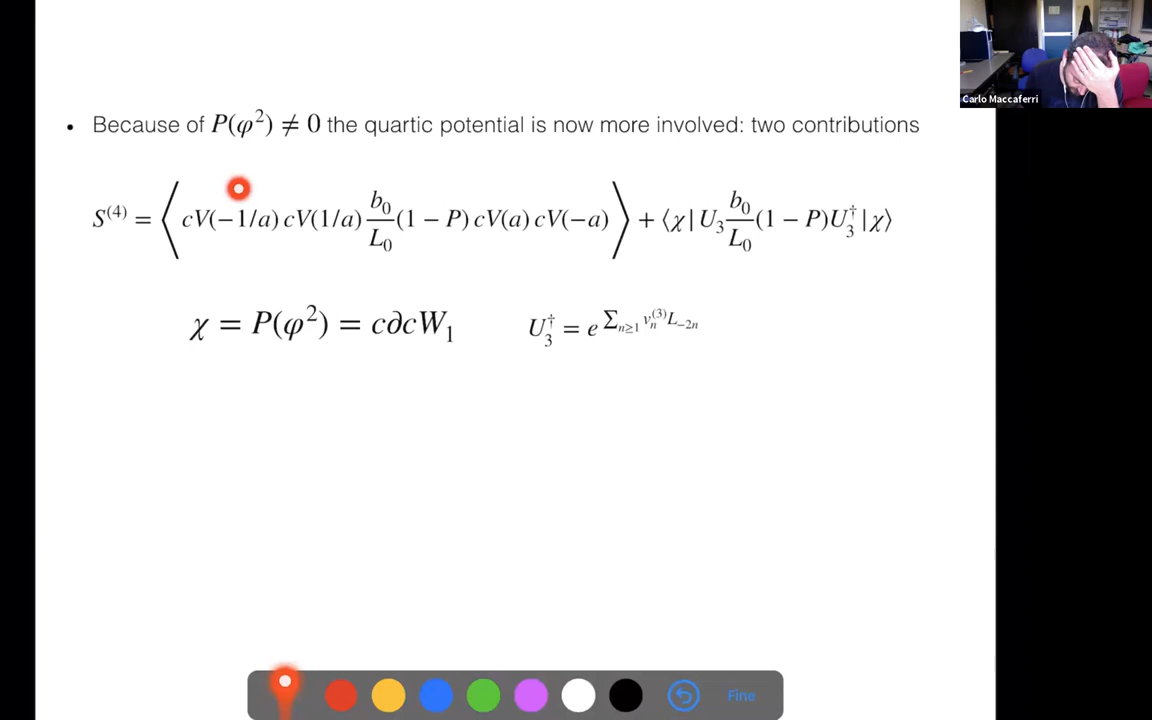 Carlo Maccaferri
• Because of P(φ²) ≠ 0 the quartic potential is now more involved: two contributions
S⁽⁴⁾ = ⟨cV(−1/a) cV(1/a) b₀/L₀ (1 − P) cV(a) cV(−a)⟩ + ⟨χ| U₃ b₀/L₀ (1 − P)U₃† |χ⟩
χ = P(φ²) = c∂cW₁ U₃† = e^{∑_{n≥1} v_n^{(3)} L_{−2n}}
Fine